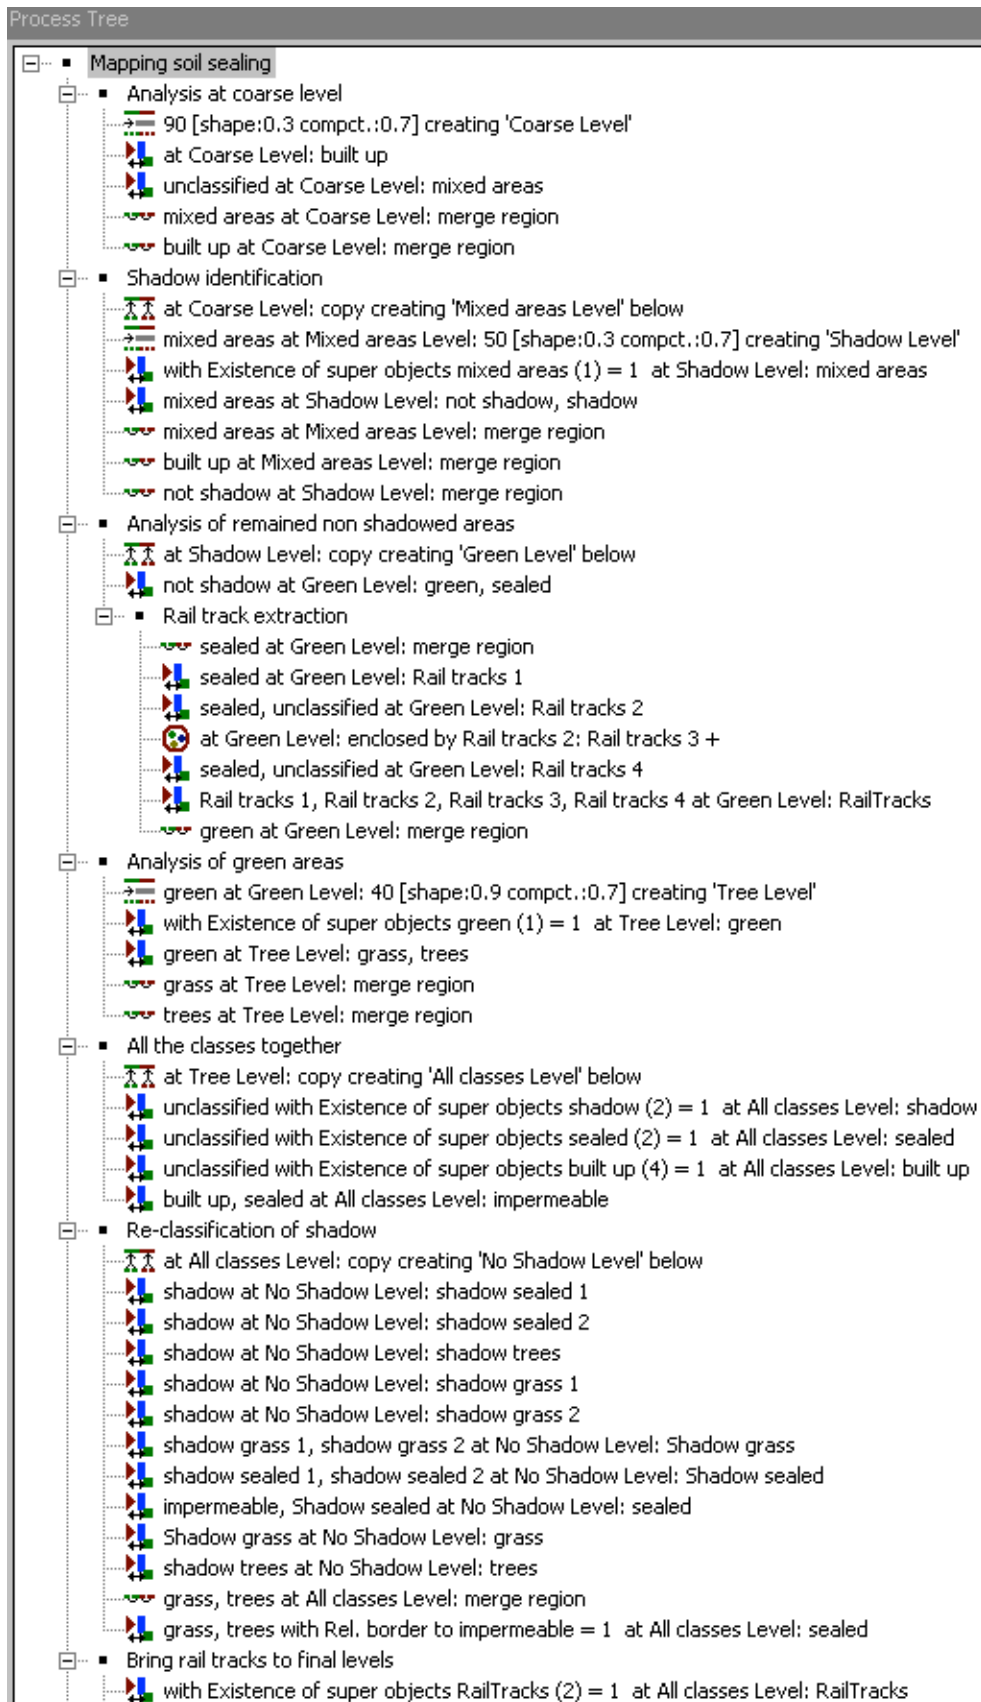 Process Tree
Mapping soil sealing
Analysis at coarse level
90 [shape:0.3 compct.:0.7] creating 'Coarse Level'
at Coarse Level: built up
unclassified at Coarse Level: mixed areas
mixed areas at Coarse Level: merge region
built up at Coarse Level: merge region
Shadow identification
at Coarse Level: copy creating 'Mixed areas Level' below
mixed areas at Mixed areas Level: 50 [shape:0.3 compct.:0.7] creating 'Shadow Level'
with Existence of super objects mixed areas (1) = 1 at Shadow Level: mixed areas
mixed areas at Shadow Level: not shadow, shadow
mixed areas at Mixed areas Level: merge region
built up at Mixed areas Level: merge region
not shadow at Shadow Level: merge region
Analysis of remained non shadowed areas
at Shadow Level: copy creating 'Green Level' below
not shadow at Green Level: green, sealed
Rail track extraction
sealed at Green Level: merge region
sealed at Green Level: Rail tracks 1
sealed, unclassified at Green Level: Rail tracks 2
at Green Level: enclosed by Rail tracks 2: Rail tracks 3 +
sealed, unclassified at Green Level: Rail tracks 4
Rail tracks 1, Rail tracks 2, Rail tracks 3, Rail tracks 4 at Green Level: RailTracks
green at Green Level: merge region
Analysis of green areas
green at Green Level: 40 [shape:0.9 compct.:0.7] creating 'Tree Level'
with Existence of super objects green (1) = 1 at Tree Level: green
green at Tree Level: grass, trees
grass at Tree Level: merge region
trees at Tree Level: merge region
All the classes together
at Tree Level: copy creating 'All classes Level' below
unclassified with Existence of super objects shadow (2) = 1 at All classes Level: shadow
unclassified with Existence of super objects sealed (2) = 1 at All classes Level: sealed
unclassified with Existence of super objects built up (4) = 1 at All classes Level: built up
built up, sealed at All classes Level: impermeable
Re-classification of shadow
at All classes Level: copy creating 'No Shadow Level' below
shadow at No Shadow Level: shadow sealed 1
shadow at No Shadow Level: shadow sealed 2
shadow at No Shadow Level: shadow trees
shadow at No Shadow Level: shadow grass 1
shadow at No Shadow Level: shadow grass 2
shadow grass 1, shadow grass 2 at No Shadow Level: Shadow grass
shadow sealed 1, shadow sealed 2 at No Shadow Level: Shadow sealed
impermeable, Shadow sealed at No Shadow Level: sealed
Shadow grass at No Shadow Level: grass
shadow trees at No Shadow Level: trees
grass, trees at All classes Level: merge region
grass, trees with Rel. border to impermeable = 1 at All classes Level: sealed
Bring rail tracks to final levels
with Existence of super objects RailTracks (2) = 1 at All classes Level: RailTracks